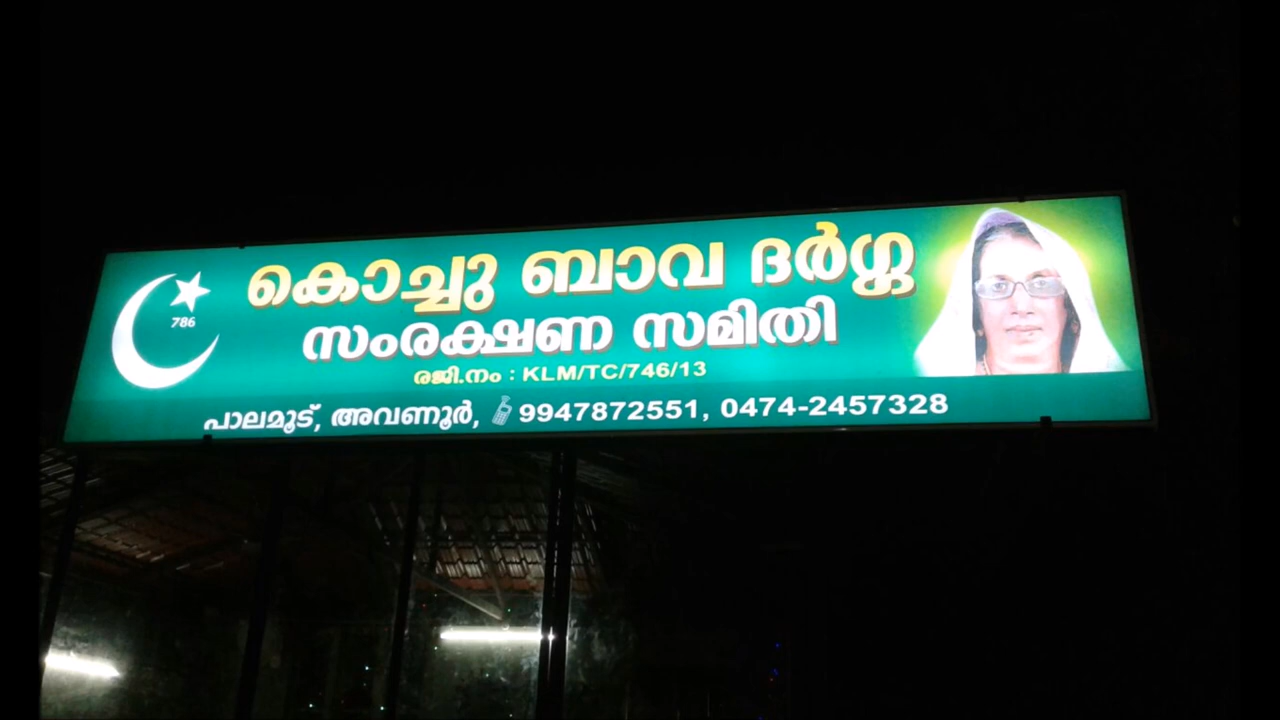 786
കൊച്ചു ബാവ ദർഗ്ഗ
സംരക്ഷണ സമിതി
രജി.നം : KLM/TC/746/13
പാലമൂട്, അവണൂർ, 9947872551, 0474-2457328